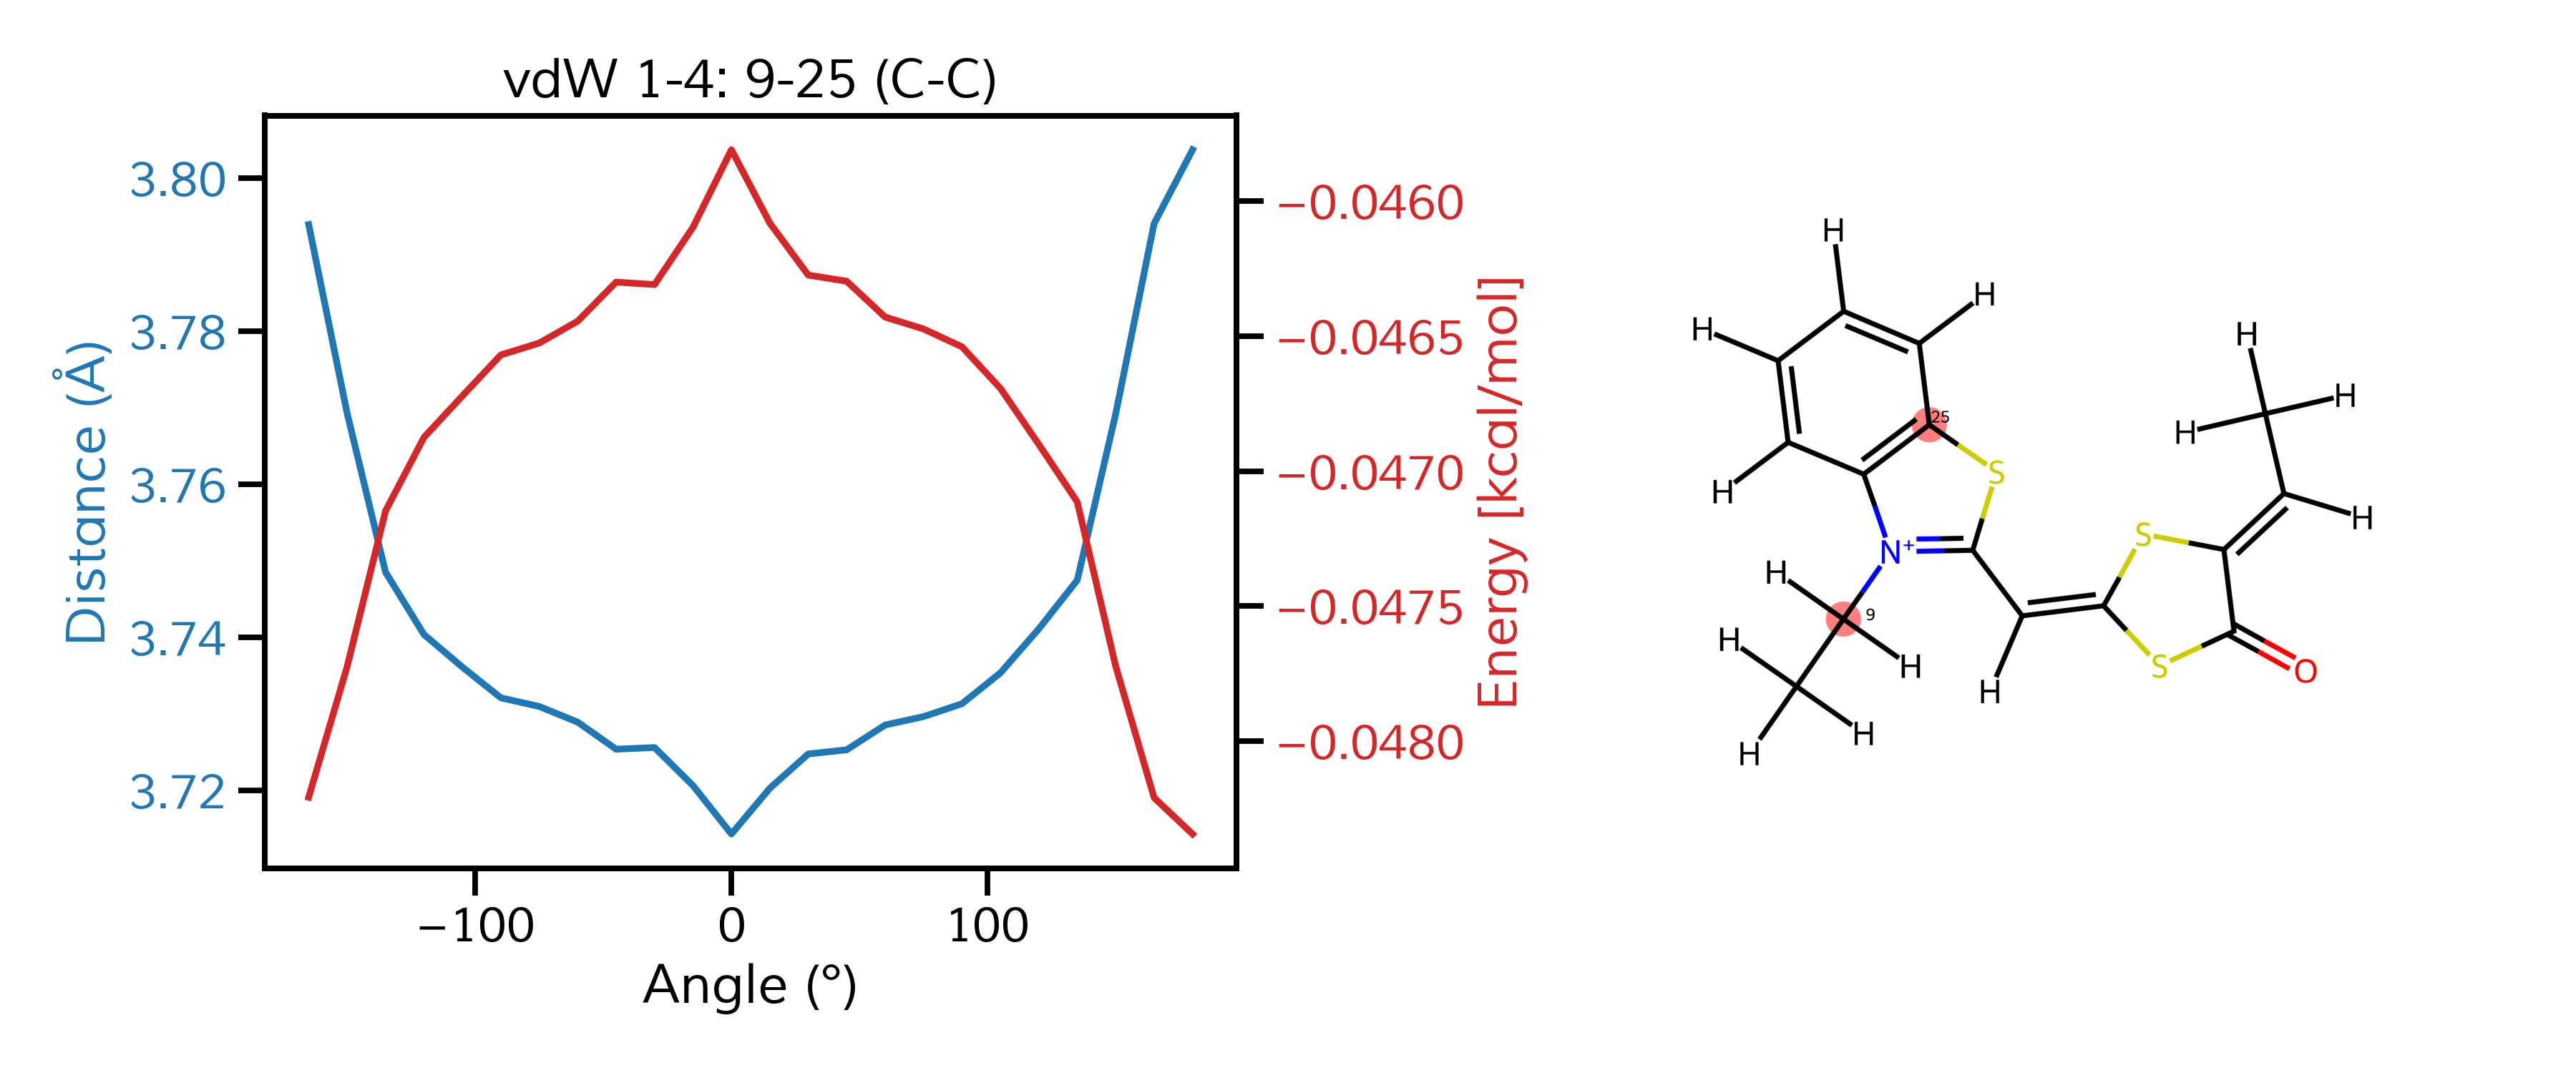 vdW 1-4: 9-25 (C-C)
Distance (Å)
3.80
3.78
3.76
3.74
3.72
−0.0460
−0.0465
−0.0470
−0.0475
−0.0480
Energy [kcal/mol]
−100
0
100
Angle (°)
H
H
H
H
25
S
N+
H
9
H
H
H
H
H
S
S
O
H
H
H
H